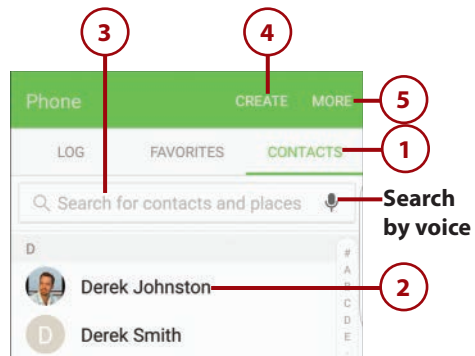 3
4
Phone CREATE MORE
5
LOG FAVORITES CONTACTS
1
Search for contacts and places
Search
by voice
D
#
A
Derek Johnston
2
C
D
D
Derek Smith
E